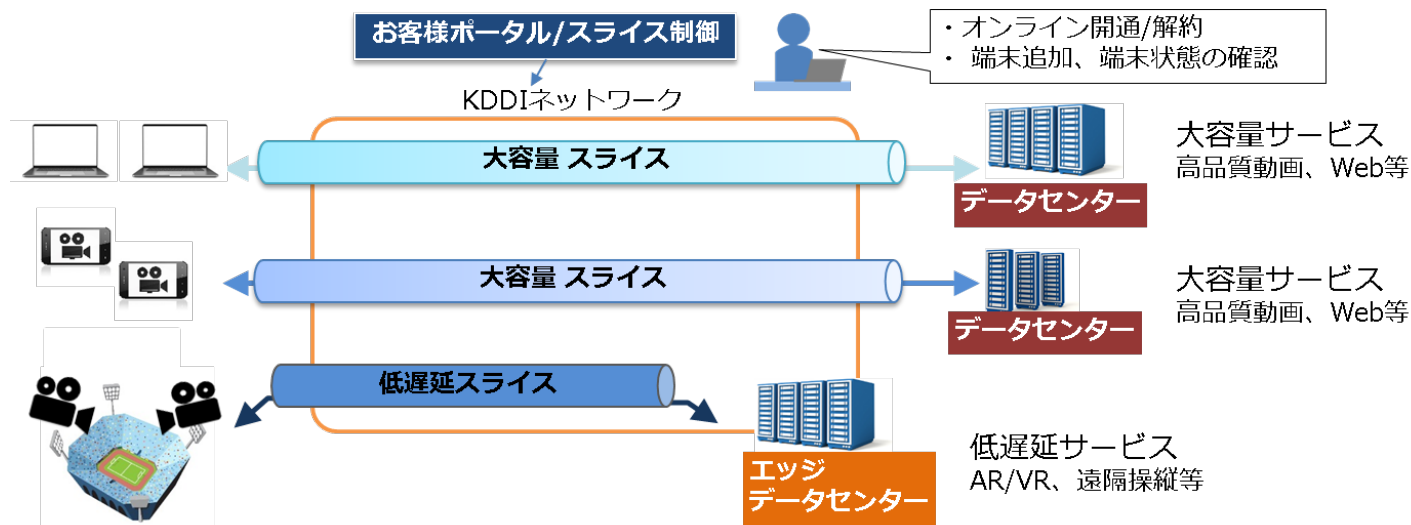 お客様ポータル/スライス制御
・オンライン開通/解約
・ 端末追加、端末状態の確認
KDDIネットワーク
大容量 スライス
データセンター
大容量サービス
高品質動画、Web等
大容量 スライス
データセンター
大容量サービス
高品質動画、Web等
低遅延スライス
エッジ
データセンター
低遅延サービス
AR/VR、遠隔操縦等